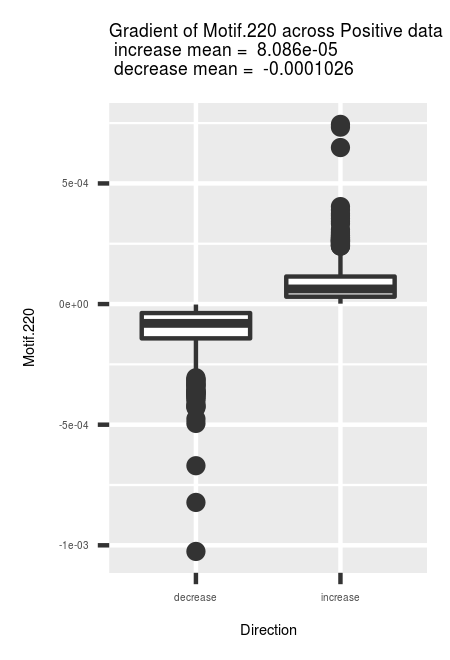 Gradient of Motif.220 across Positive data
increase mean =  8.086e-05
decrease mean =  -0.0001026
5e-04
0e+00
-5e-04
-1e-03
Motif.220
decrease
increase
Direction